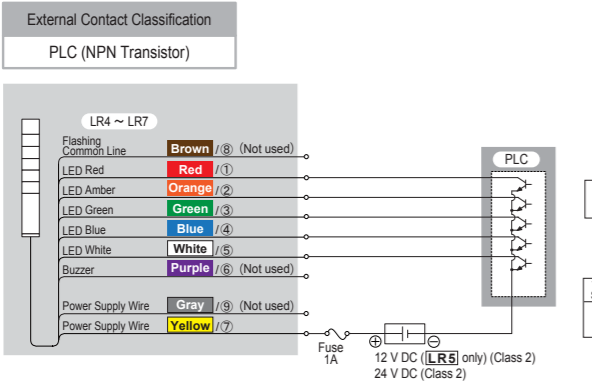 External Contact Classification
PLC (NPN Transistor)
LR4 ～ LR7
Flashing
Common Line
Brown /⑧ (Not used)
LED Red
Red /①
LED Amber
Orange /②
LED Green
Green /③
LED Blue
Blue /④
LED White
White /⑤
Buzzer
Purple /⑥ (Not used)
Power Supply Wire
Gray /⑨ (Not used)
Power Supply Wire
Yellow /⑦
PLC
Fuse
1A
⊕ ⊖
12 V DC (LR5 only) (Class 2)
24 V DC (Class 2)